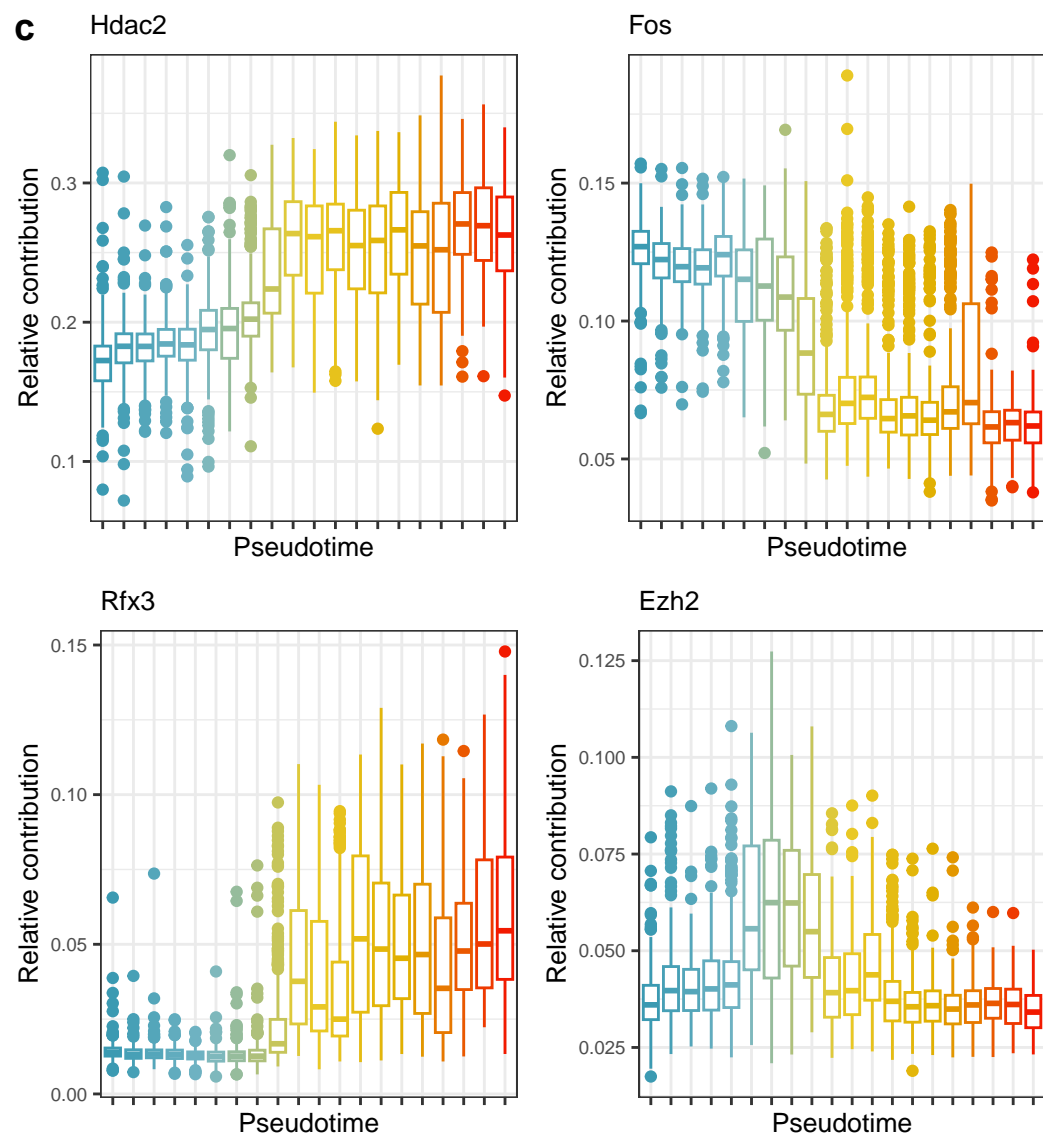 c
Hdac2
Fos
Relative contribution
0.3
0.2
0.1
Pseudotime
Relative contribution
0.15
0.10
0.05
Pseudotime
Rfx3
Ezh2
Relative contribution
0.15
0.10
0.05
0.00
Pseudotime
Relative contribution
0.125
0.100
0.075
0.050
0.025
Pseudotime